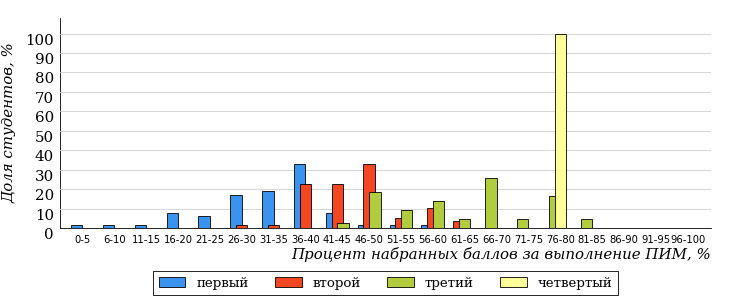 Доля студентов, %
100
90
80
70
60
50
40
30
20
10
0
0-5 6-10 11-15 16-20 21-25 26-30 31-35 36-40 41-45 46-50 51-55 56-60 61-65 66-70 71-75 76-80 81-85 86-90 91-95 96-100
Процент набранных баллов за выполнение ПИМ, %
первый второй третий четвертый